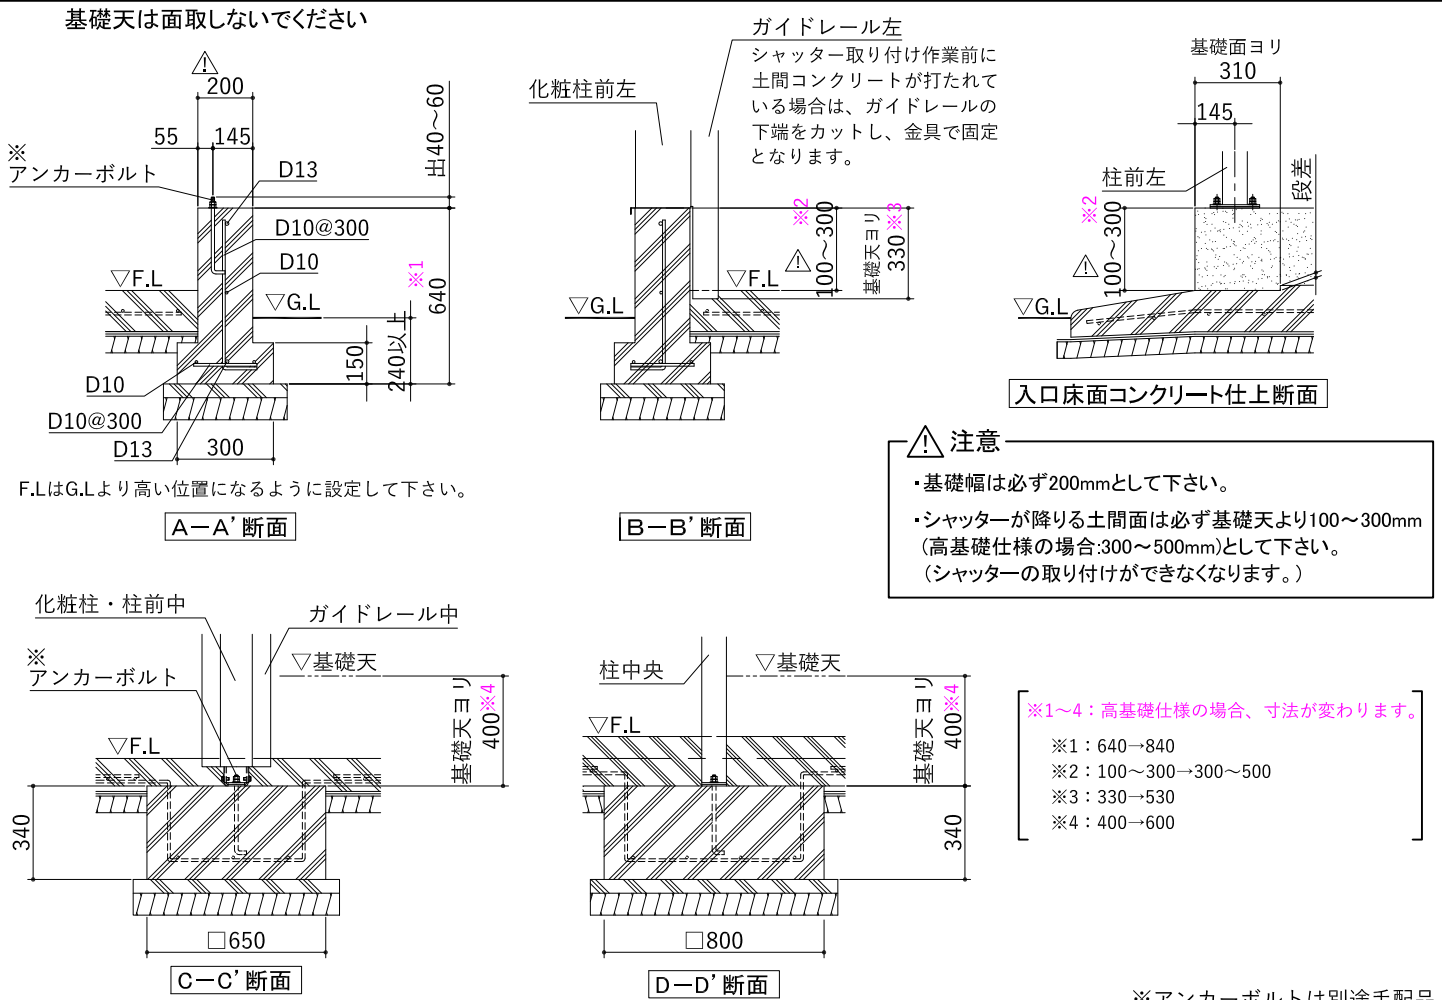 基礎天は面取しないでください
200
55
145
※
アンカーボルト
出40～60
D13
D10@300
D10
▽F.L
▽G.L
※1
640
240以上
150
D10
D10@300
D13
300
F.LはG.Lより高い位置になるように設定して下さい。
A－A’断面
ガイドレール左
シャッター取り付け作業前に
土間コンクリートが打たれて
いる場合は、ガイドレールの
下端をカットし、金具で固定
となります。
化粧柱前左
※2
100～300
基礎天ヨリ
330※3
▽F.L
▽G.L
B－B’断面
基礎面ヨリ
310
145
柱前左
段差
※2
100～300
▽G.L
入口床面コンクリート仕上断面
注意
・基礎幅は必ず200mmとして下さい。
・シャッターが降りる土間面は必ず基礎天より100～300mm
(高基礎仕様の場合:300～500mm)として下さい。
（シャッターの取り付けができなくなります。）
化粧柱・柱前中
ガイドレール中
※
アンカーボルト
▽基礎天
基礎天ヨリ
400※4
▽F.L
340
□650
C－C’断面
柱中央
▽基礎天
▽F.L
基礎天ヨリ
400※4
340
□800
D－D’断面
※1～4：高基礎仕様の場合、寸法が変わります。
※1：640→840
※2：100～300→300～500
※3：330→530
※4：400→600
※アンカーボルトは別途手配品